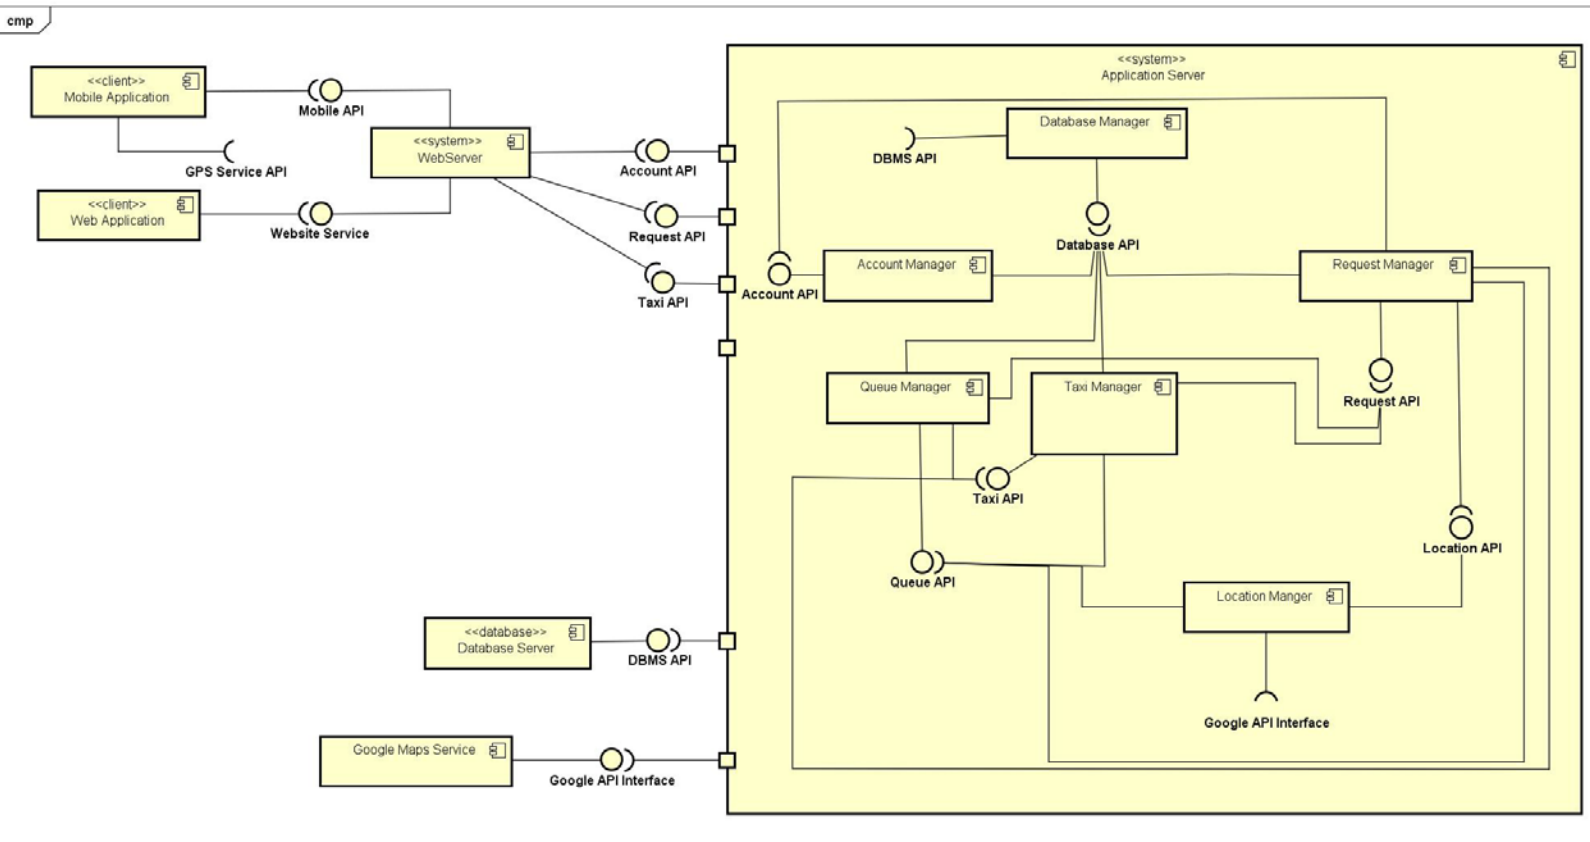 cmp
<<system>>
Application Server
<<client>>
Mobile Application
Mobile API
Database Manager
<<system>>
WebServer
DBMS API
GPS Service API
Account API
<<client>>
Web Application
Website Service
Request API
Database API
Account Manager
Request Manager
Account API
Taxi API
Queue Manager
Taxi Manager
Request API
Taxi API
Location API
Queue API
Location Manger
<<database>>
Database Server
DBMS API
Google API Interface
Google Maps Service
Google API Interface